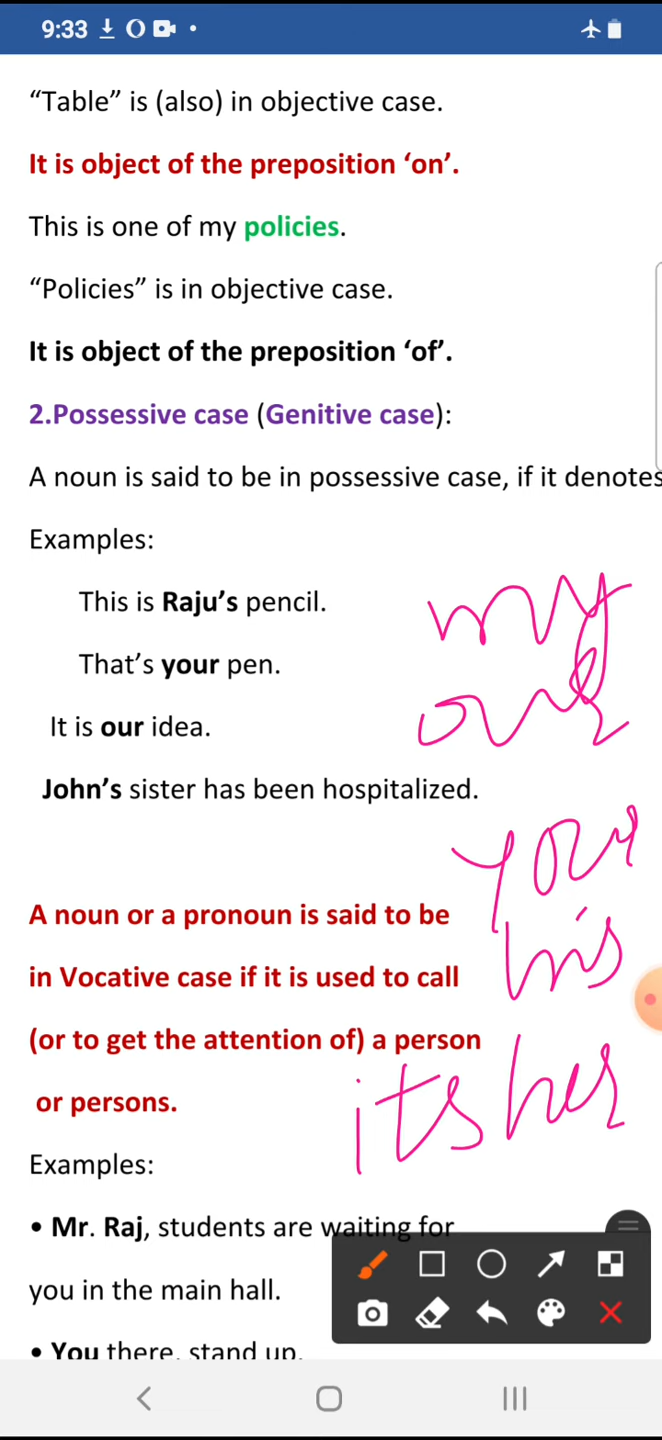 9:33
“Table” is (also) in objective case.
It is object of the preposition ‘on’.
This is one of my policies.
“Policies” is in objective case.
It is object of the preposition ‘of’.
2.Possessive case (Genitive case):
A noun is said to be in possessive case, if it denotes
Examples:
This is Raju’s pencil.
my
That’s your pen.
our
It is our idea.
John’s sister has been hospitalized.
your
A noun or a pronoun is said to be
his
in Vocative case if it is used to call
(or to get the attention of) a person
its her
or persons.
Examples:
• Mr. Raj, students are waiting for
you in the main hall.
• You there, stand up.